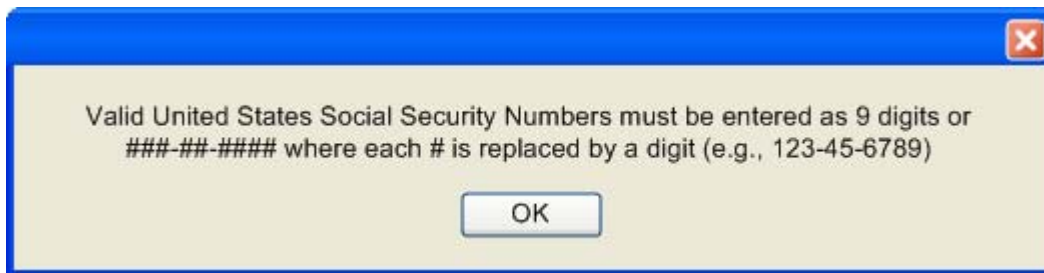 Valid United States Social Security Numbers must be entered as 9 digits or
###-##-#### where each # is replaced by a digit (e.g., 123-45-6789)
OK